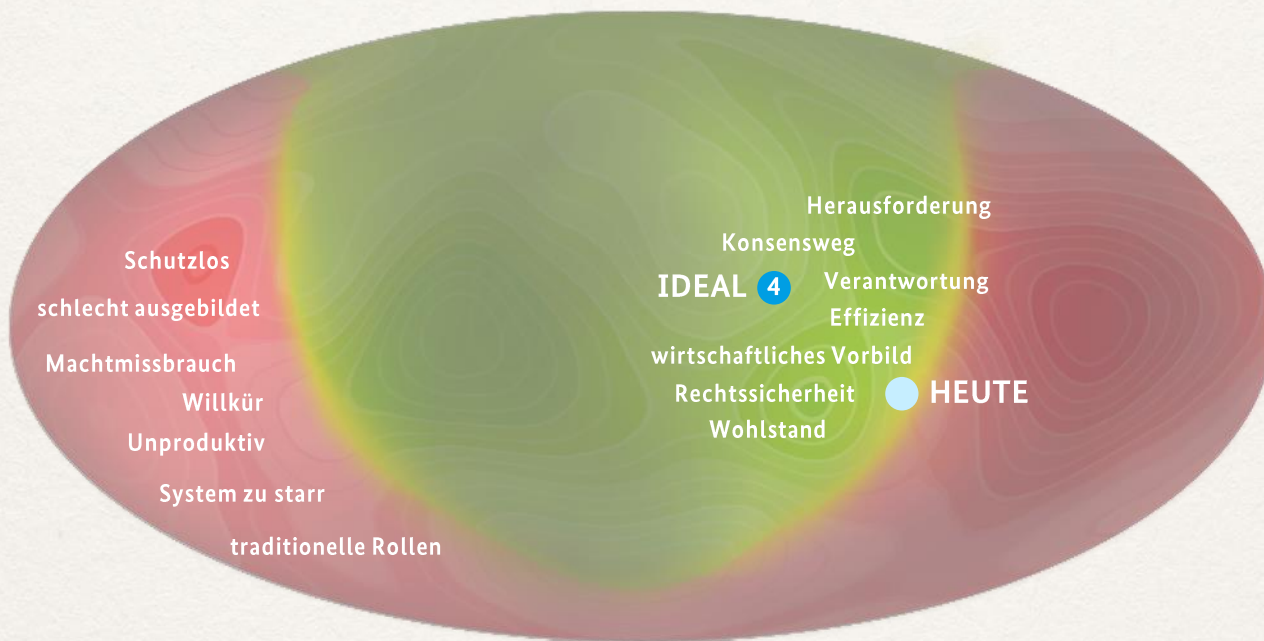 Schutzlos
schlecht ausgebildet
Machtmissbrauch
Willkür
Unproduktiv
System zu starr
traditionelle Rollen
Herausforderung
Konsensweg
IDEAL 4
Verantwortung
Effizienz
wirtschaftliches Vorbild
Rechtssicherheit
HEUTE
Wohlstand